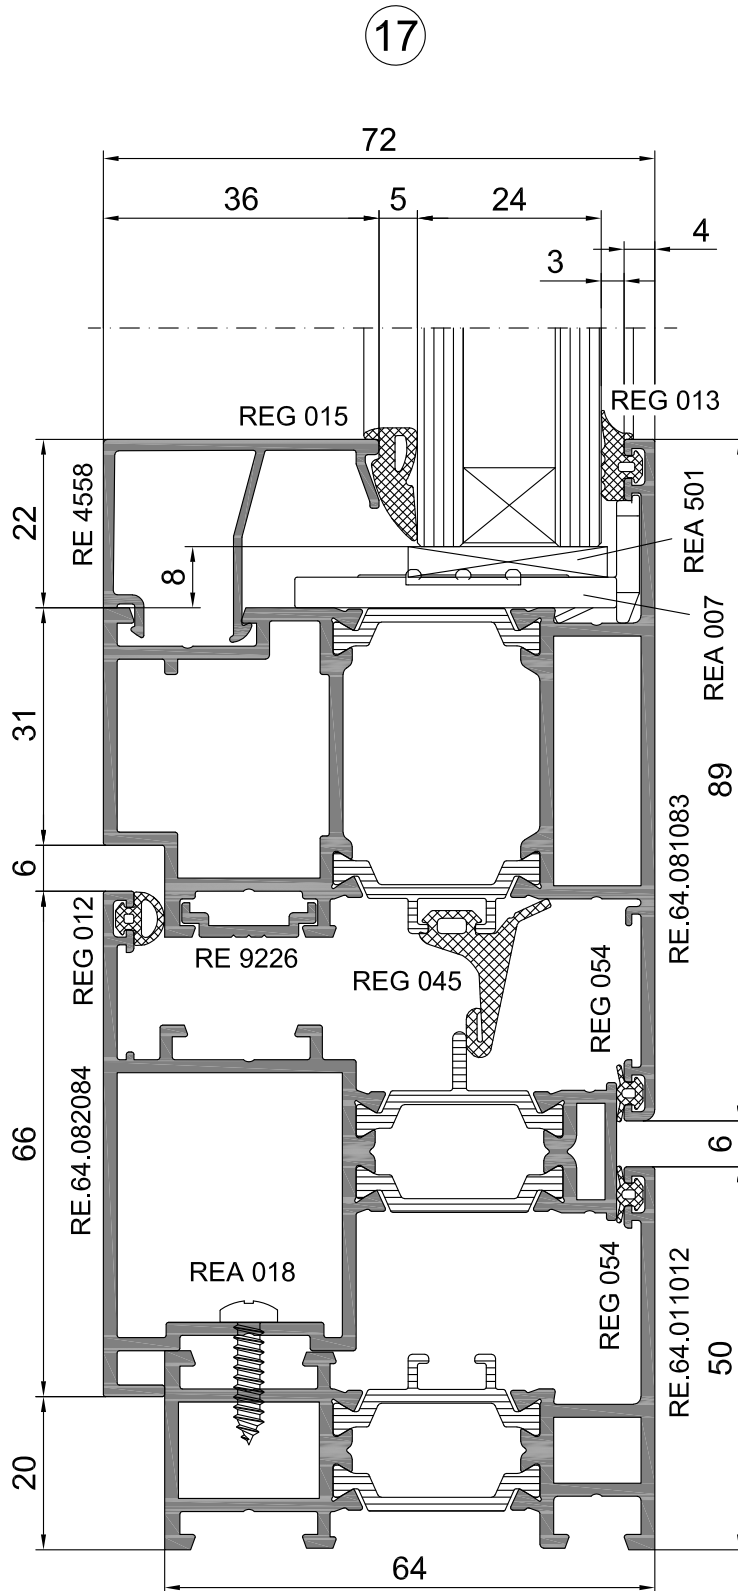 17
72
36
5
24
4
3
REG 015
REG 013
22
RE 4558
8
REA 501
REA 007
31
89
6
REG 012
RE 9226
REG 045
REG 054
RE.64.081083
66
RE.64.082084
6
REA 018
REG 054
RE.64.011012
50
20
64